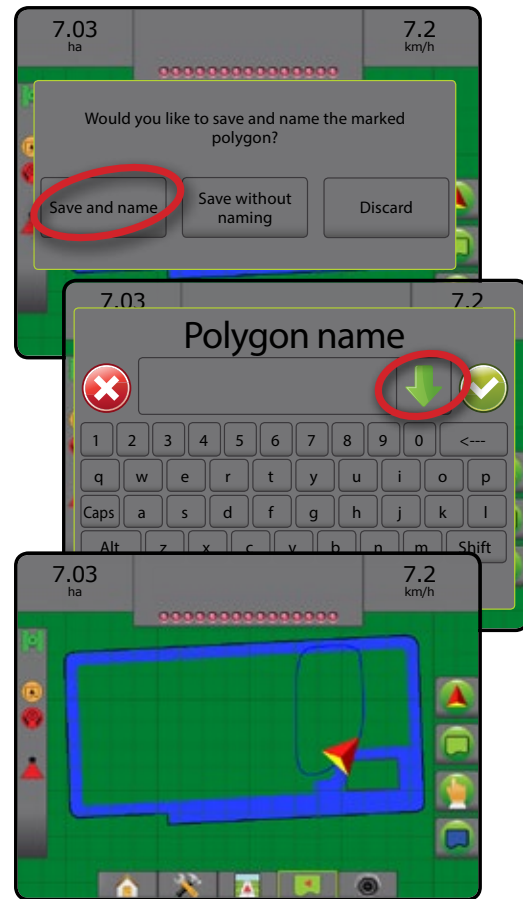 7.03
7.2
ha
km/h
Would you like to save and name the marked
polygon?
Save and name
Save without
naming
Discard
7.03
7.2
Polygon name
1 2 3 4 5 6 7 8 9 0 <---
q w e r t y u i o p
Caps a s d f g h j k l
Alt z x c v b n m Shift
7.03
7.2
ha
km/h